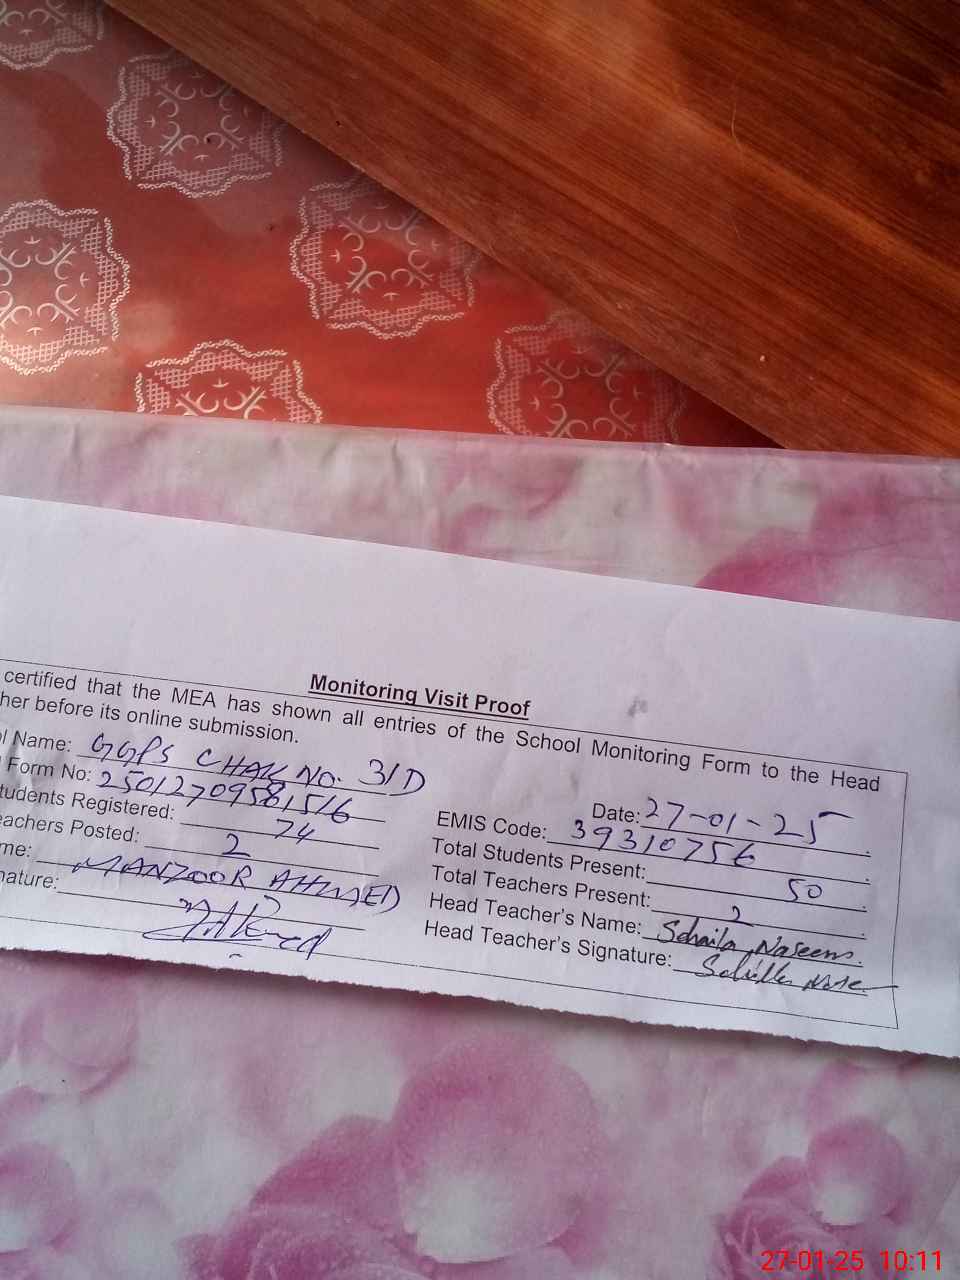 Monitoring Visit Proof
certified that the MEA has shown all entries of the School Monitoring Form to the Head
her before its online submission.
Date: 27-01-25
l Name: GGPS CHAK NO. 31D
EMIS Code: 39310756
Form No: 25012709581516
Total Students Present: 50
tudents Registered: 74
Total Teachers Present: 2
eachers Posted: 2
Head Teacher's Name: Sohaila Naseem.
me: MANZOOR AHMED
Head Teacher's Signature:
nature:
27-01-25 10:11